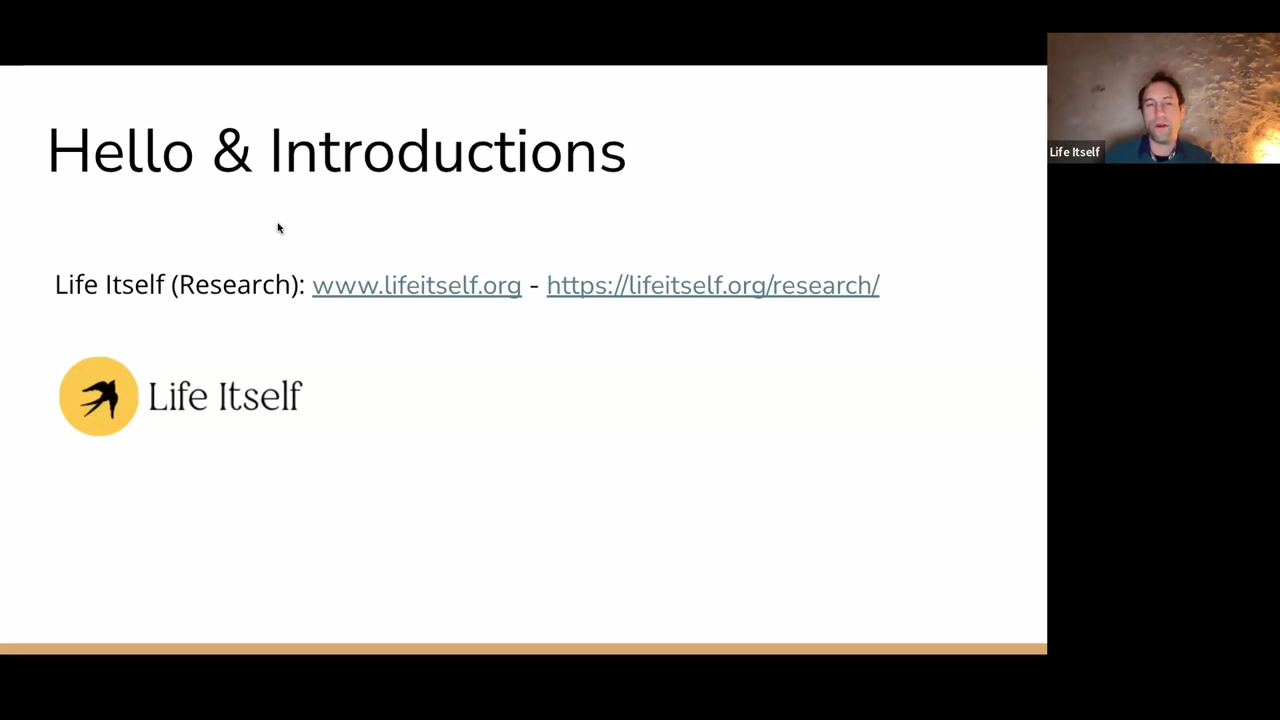 Hello & Introductions
Life Itself (Research): www.lifeitself.org - https://lifeitself.org/research/
Life Itself
Life Itself